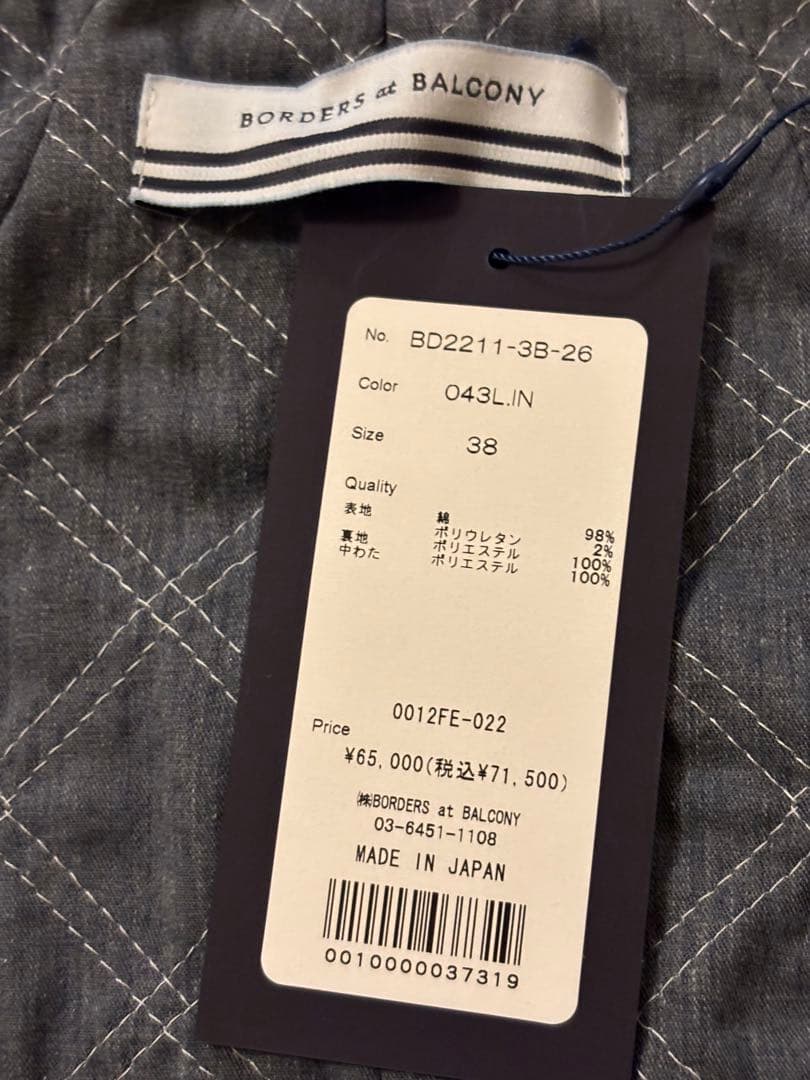 BORDERS at BALCONY
No. BD2211-3B-26
Color 043L.IN
Size 38
Quality
表地 綿 98%
ポリウレタン 2%
裏地 ポリエステル 100%
中わた ポリエステル 100%
0012FE-022
Price
¥65,000(税込¥71,500)
㈱BORDERS at BALCONY
03-6451-1108
MADE IN JAPAN
0010000037319